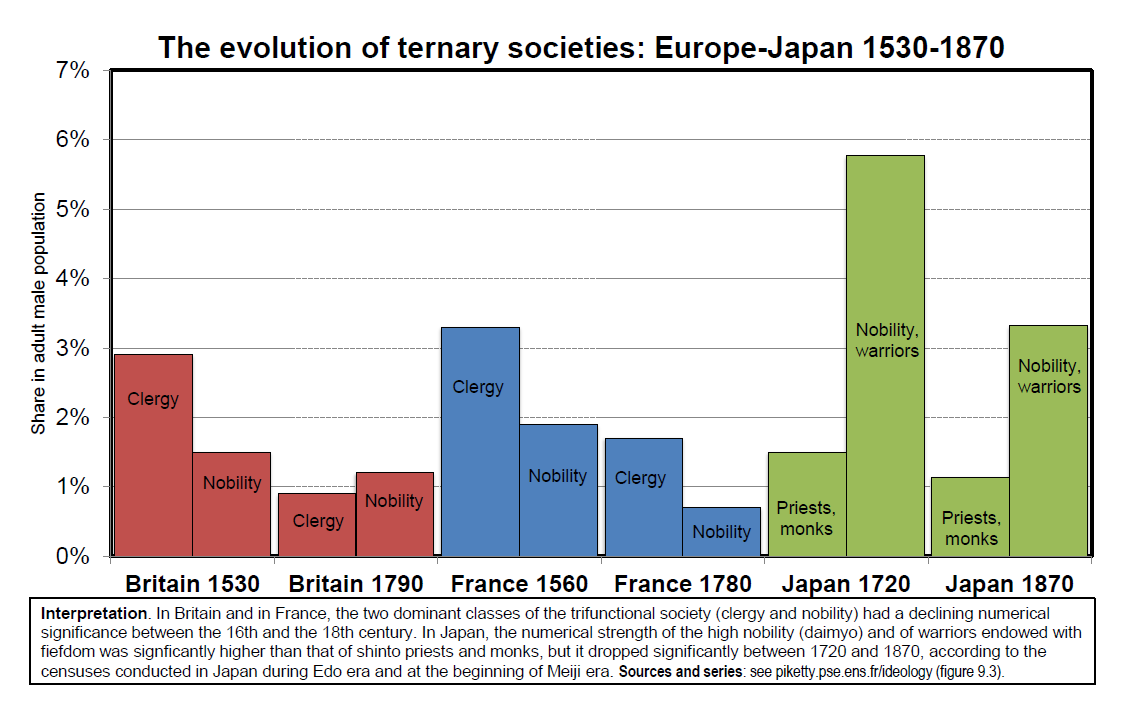 The evolution of ternary societies: Europe-Japan 1530-1870
7%
6%
5%
4%
3%
2%
1%
0%
Share in adult male population
Clergy
Nobility
Clergy
Nobility
Clergy
Nobility
Clergy
Nobility
Priests,
monks
Nobility,
warriors
Priests,
monks
Nobility,
warriors
Britain 1530
Britain 1790
France 1560
France 1780
Japan 1720
Japan 1870
Interpretation. In Britain and in France, the two dominant classes of the trifunctional society (clergy and nobility) had a declining numerical
significance between the 16th and the 18th century. In Japan, the numerical strength of the high nobility (daimyo) and of warriors endowed with
fiefdom was signficantly higher than that of shinto priests and monks, but it dropped significantly between 1720 and 1870, according to the
censuses conducted in Japan during Edo era and at the beginning of Meiji era. Sources and series: see piketty.pse.ens.fr/ideology (figure 9.3).